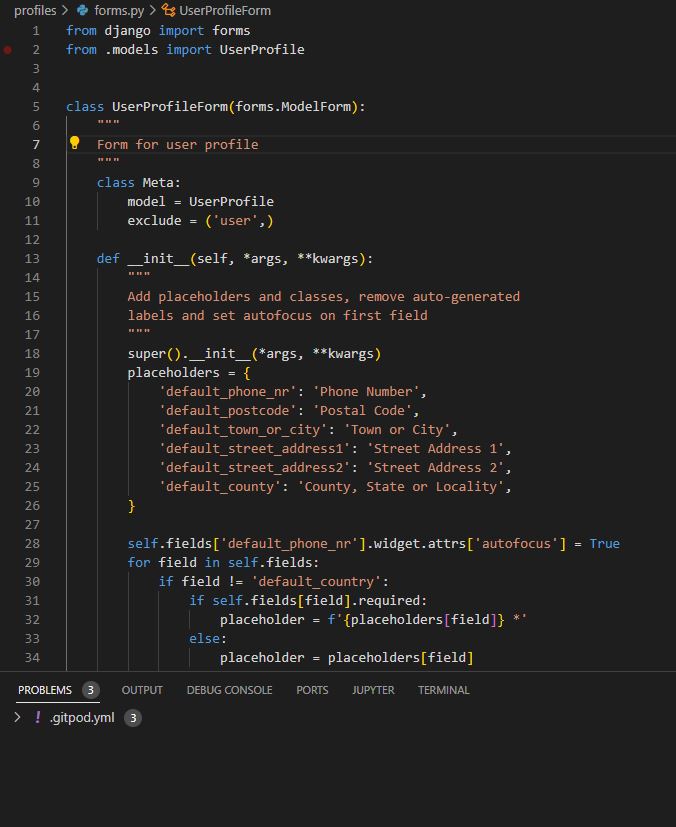 profiles > forms.py > UserProfileForm
1 from django import forms
2 from .models import UserProfile
3
4
5 class UserProfileForm(forms.ModelForm):
6     """
7     Form for user profile
8     """
9     class Meta:
10         model = UserProfile
11         exclude = ('user',)
12
13     def __init__(self, *args, **kwargs):
14         """
15         Add placeholders and classes, remove auto-generated
16         labels and set autofocus on first field
17         """
18         super().__init__(*args, **kwargs)
19         placeholders = {
20             'default_phone_nr': 'Phone Number',
21             'default_postcode': 'Postal Code',
22             'default_town_or_city': 'Town or City',
23             'default_street_address1': 'Street Address 1',
24             'default_street_address2': 'Street Address 2',
25             'default_county': 'County, State or Locality',
26         }
27
28         self.fields['default_phone_nr'].widget.attrs['autofocus'] = True
29         for field in self.fields:
30             if field != 'default_country':
31                 if self.fields[field].required:
32                     placeholder = f'{placeholders[field]} *'
33                 else:
34                     placeholder = placeholders[field]
PROBLEMS 3 OUTPUT DEBUG CONSOLE PORTS JUPYTER TERMINAL
> ! .gitpod.yml 3